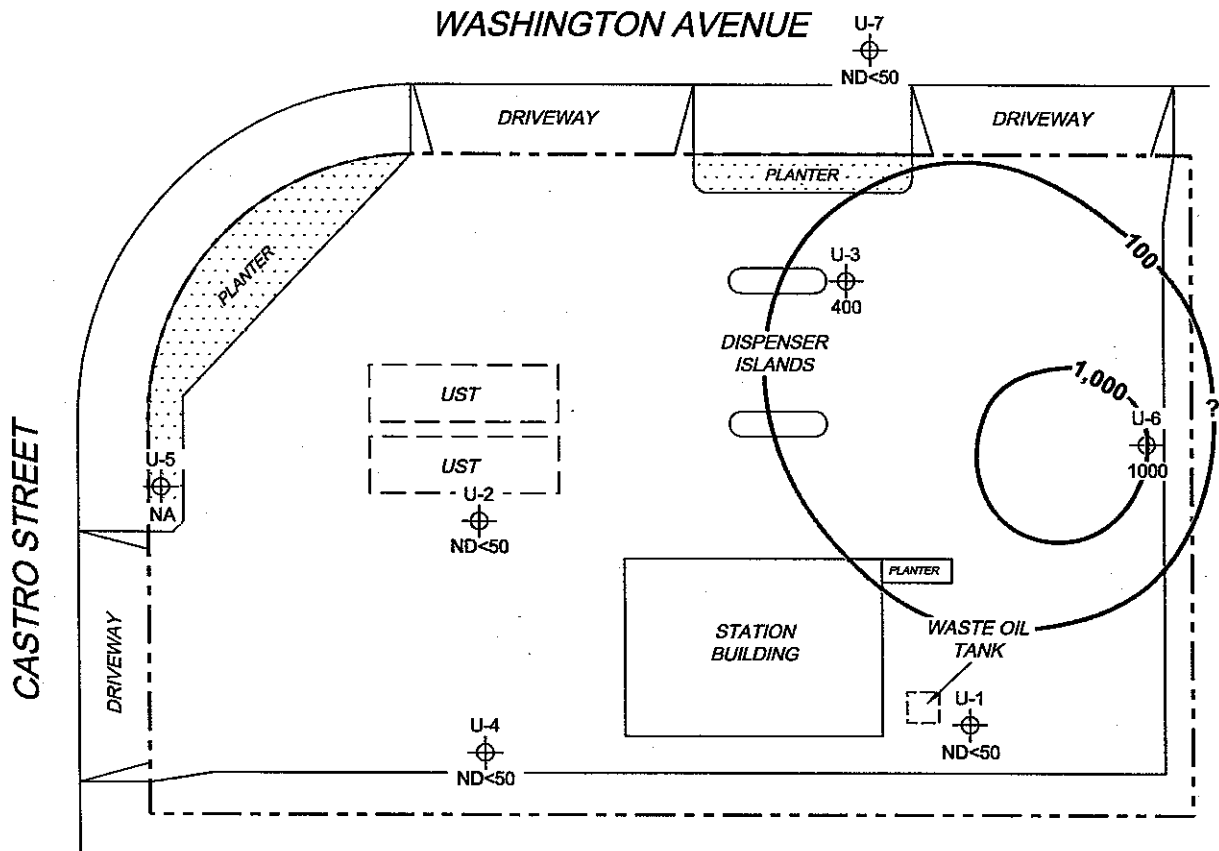 WASHINGTON AVENUE
U-7
ND<50
DRIVEWAY
DRIVEWAY
PLANTER
PLANTER
100
U-3
400
DISPENSER
ISLANDS
UST
1,000
?
U-6
1000
UST
U-5
NA
U-2
ND<50
CASTRO STREET
PLANTER
STATION
BUILDING
WASTE OIL
TANK
DRIVEWAY
U-1
ND<50
U-4
ND<50